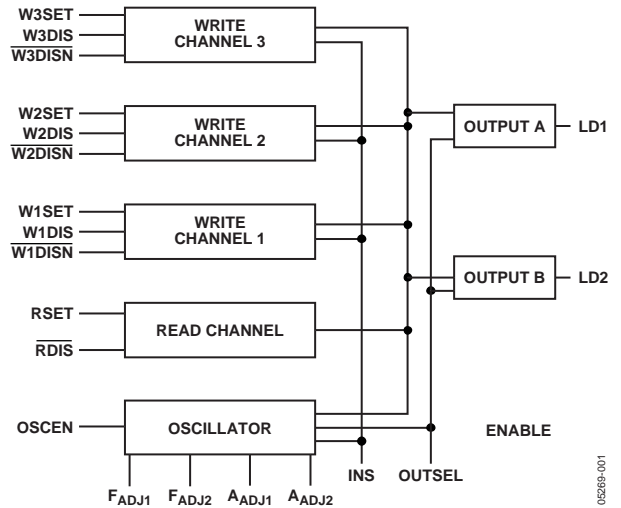 W3SET
W3DIS
W3DISN
WRITE
CHANNEL 3
W2SET
W2DIS
W2DISN
WRITE
CHANNEL 2
OUTPUT A
LD1
W1SET
W1DIS
W1DISN
WRITE
CHANNEL 1
OUTPUT B
LD2
RSET
RDIS
READ CHANNEL
OSCEN
OSCILLATOR
ENABLE
INS
OUTSEL
FADJ1
FADJ2
AADJ1
AADJ2
05269-001